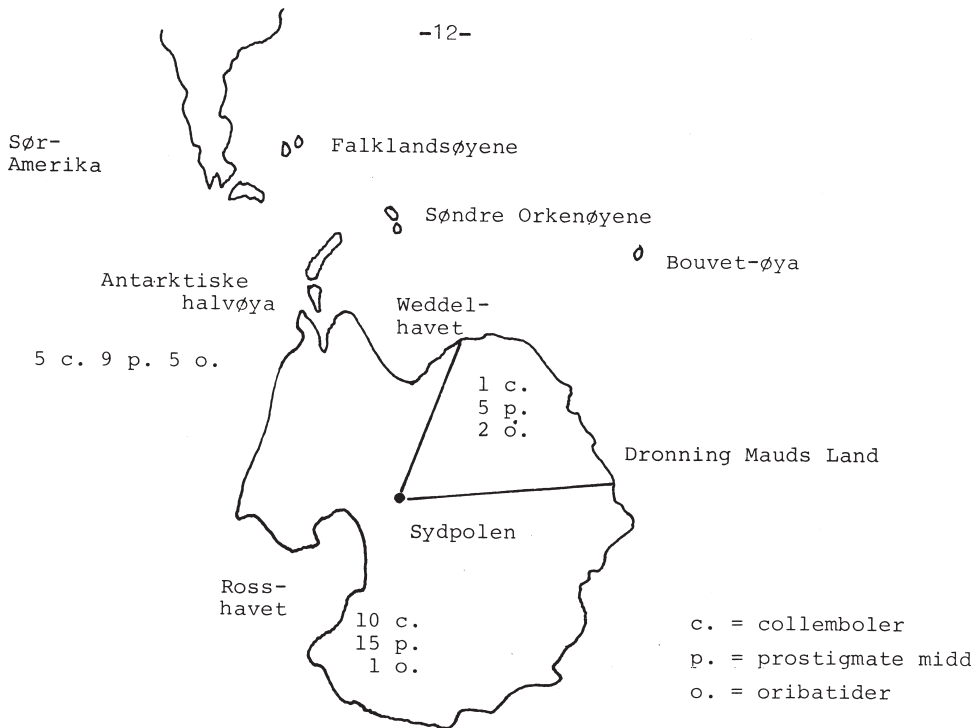 -12-
Sør-
Amerika
Falklandsøyene
Søndre Orkenøyene
Bouvet-øya
Antarktiske
halvøya
Weddel-
havet
5 c. 9 p. 5 o.
1 c.
5 p.
2 o.
Dronning Mauds Land
Sydpolen
Ross-
havet
10 c.
15 p.
1 o.
c. = collemboler
p. = prostigmate midd
o. = oribatider